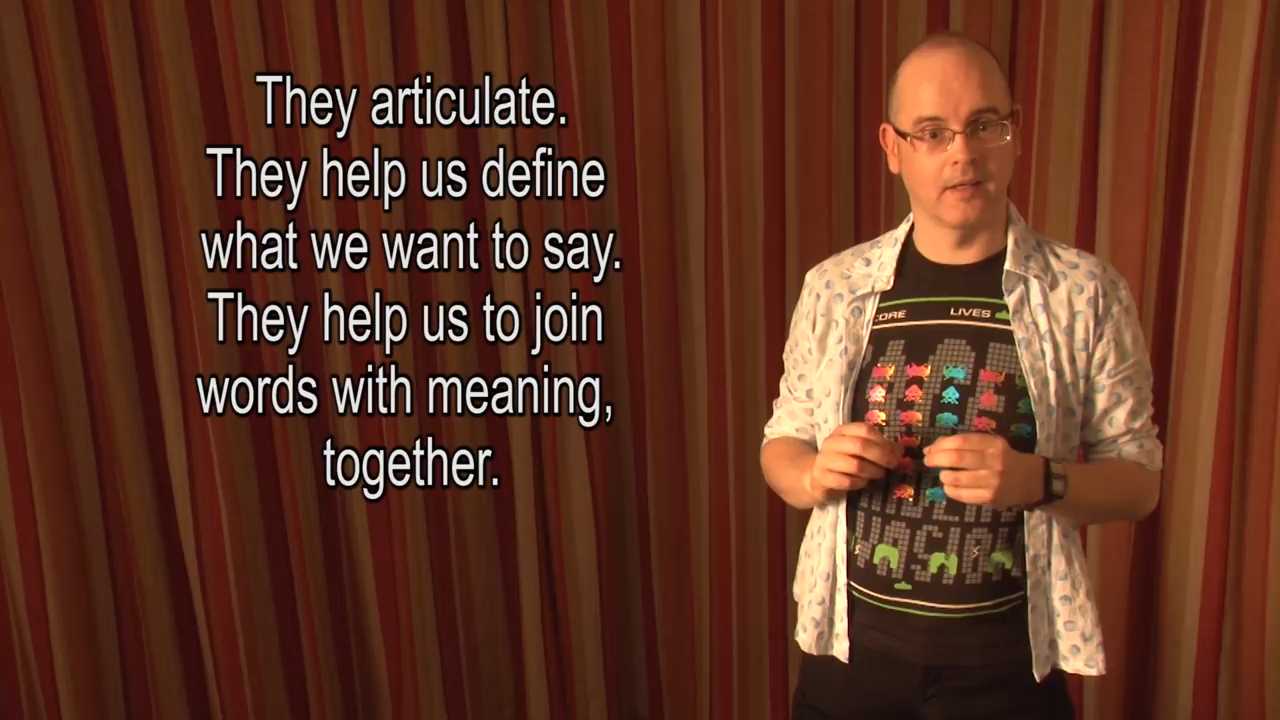 They articulate.
They help us define
what we want to say.
They help us to join
words with meaning,
together.
CORE LIVES